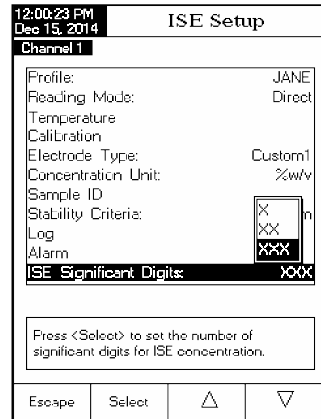 12:00:23 PM
Dec 15, 2014
ISE Setup
Channel 1
Profile: JANE
Reading Mode: Direct
Temperature
Calibration
Electrode Type: Custom1
Concentration Unit: %w/v
Sample ID
Stability Criteria:
X
XX
XXX
Log
Alarm
ISE Significant Digits: XXX
Press <Select> to set the number of
significant digits for ISE concentration.
Escape Select △ ▽